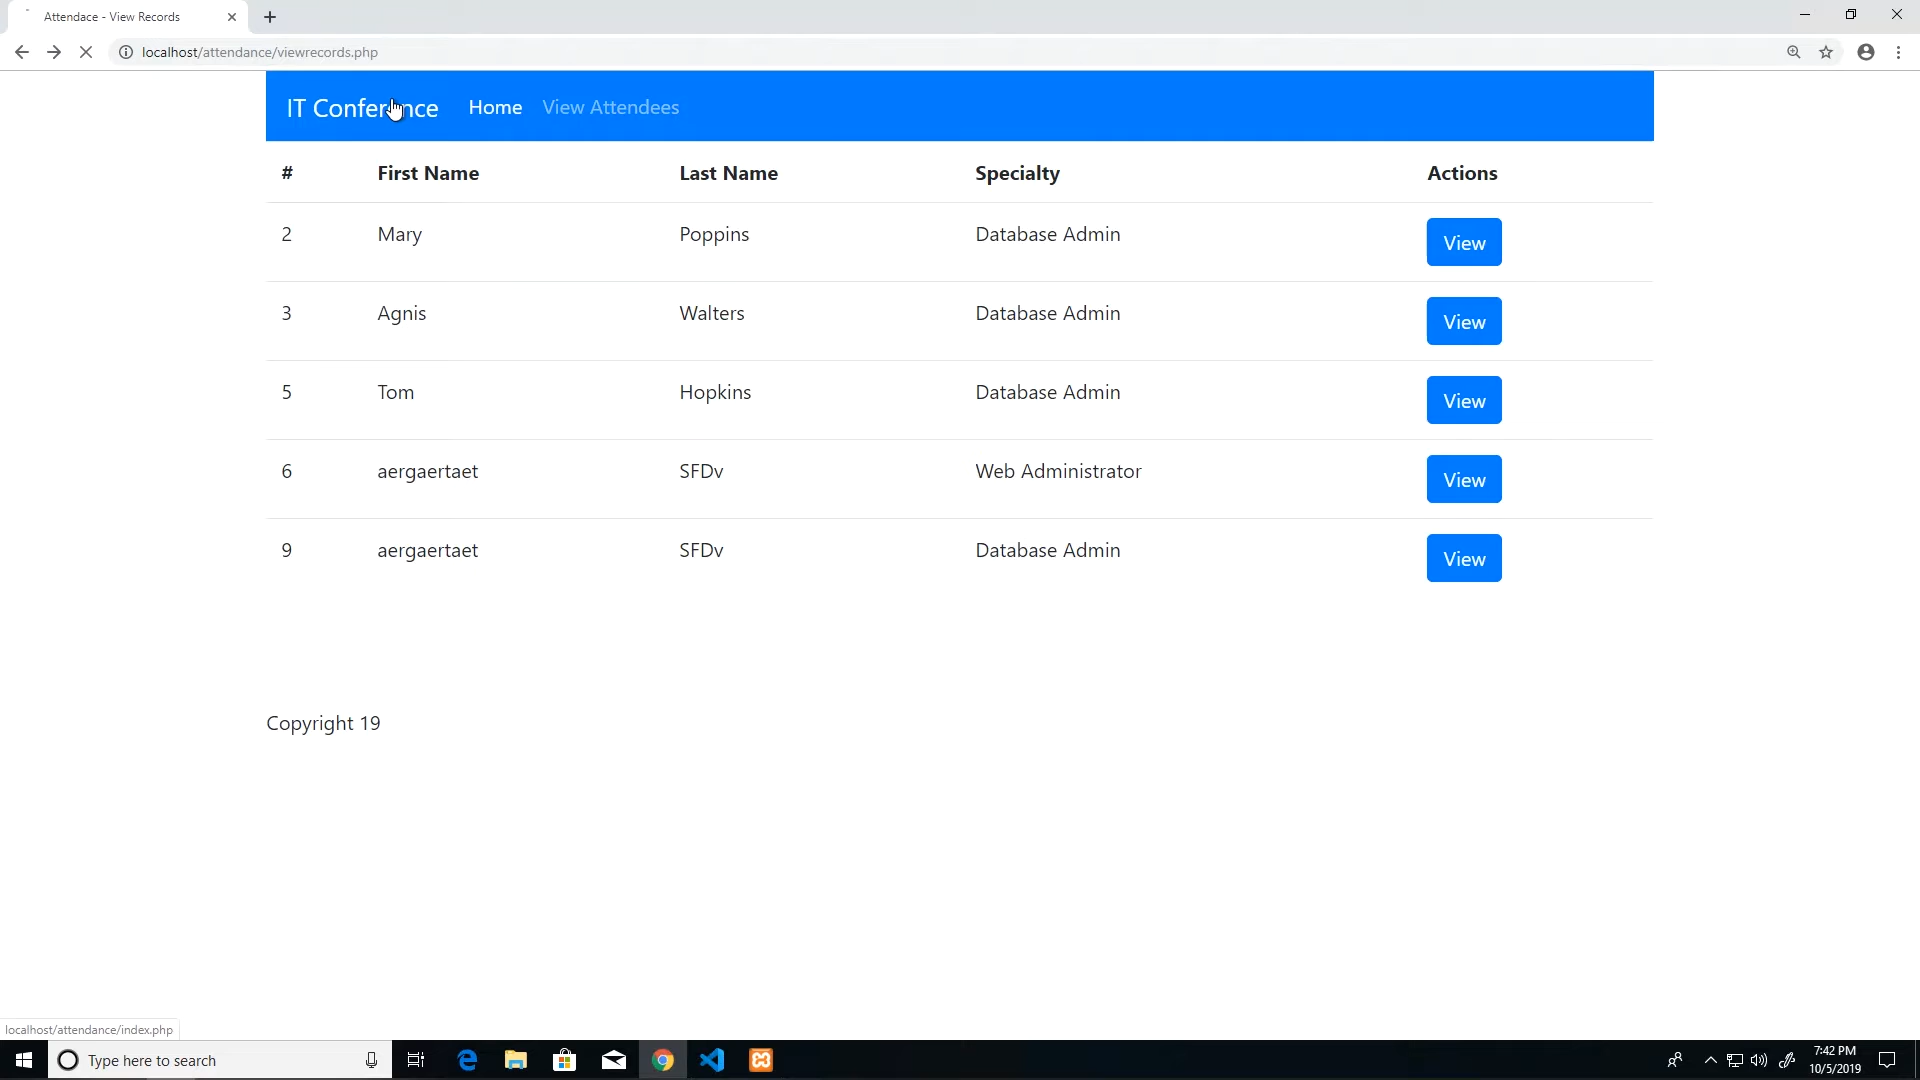 Attendace - View Records
localhost/attendance/viewrecords.php
IT Conference Home View Attendees
# First Name Last Name Specialty Actions
2 Mary Poppins Database Admin View
3 Agnis Walters Database Admin View
5 Tom Hopkins Database Admin View
6 aergaertaet SFDv Web Administrator View
9 aergaertaet SFDv Database Admin View
Copyright 19
localhost/attendance/index.php
Type here to search
7:42 PM
10/5/2019